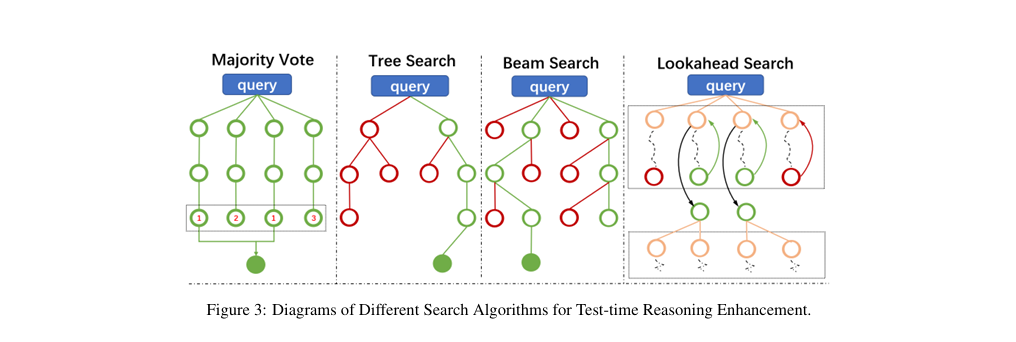 Majority Vote
Tree Search
Beam Search
Lookahead Search
query
query
query
query
1 2 1 3
Figure 3: Diagrams of Different Search Algorithms for Test-time Reasoning Enhancement.